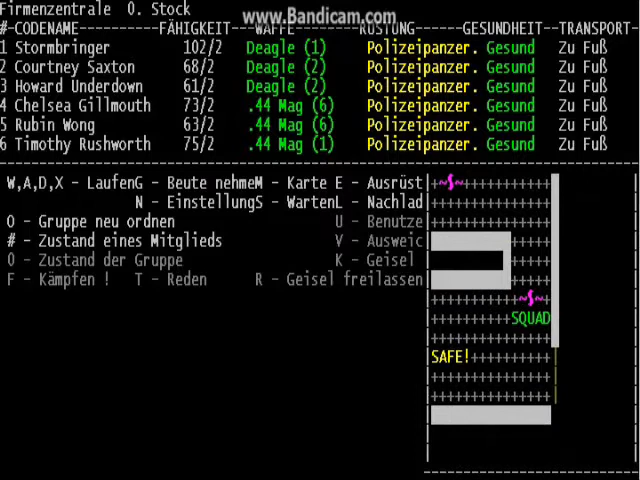 Firmenzentrale 0. Stock
www.Bandicam.com
#-CODENAME FÄHIGKEIT WAFFE RÜSTUNG GESUNDHEIT TRANSPORT
1 Stormbringer 102/2 Deagle (1) Polizeipanzer. Gesund Zu Fuß
2 Courtney Saxton 68/2 Deagle (2) Polizeipanzer. Gesund Zu Fuß
3 Howard Underdown 61/2 Deagle (2) Polizeipanzer. Gesund Zu Fuß
4 Chelsea Gillmouth 73/2 .44 Mag (6) Polizeipanzer. Gesund Zu Fuß
5 Rubin Wong 63/2 .44 Mag (6) Polizeipanzer. Gesund Zu Fuß
6 Timothy Rushworth 75/2 .44 Mag (1) Polizeipanzer. Gesund Zu Fuß
W,A,D,X - LaufenG - Beute nehmeM - Karte E - Ausrüst
N - EinstellungS - WartenL - Nachlad
O - Gruppe neu ordnen U - Benutze
# - Zustand eines Mitglieds V - Ausweic
0 - Zustand der Gruppe K - Geisel
F - Kämpfen ! T - Reden R - Geisel freilassen
SQUAD
SAFE!